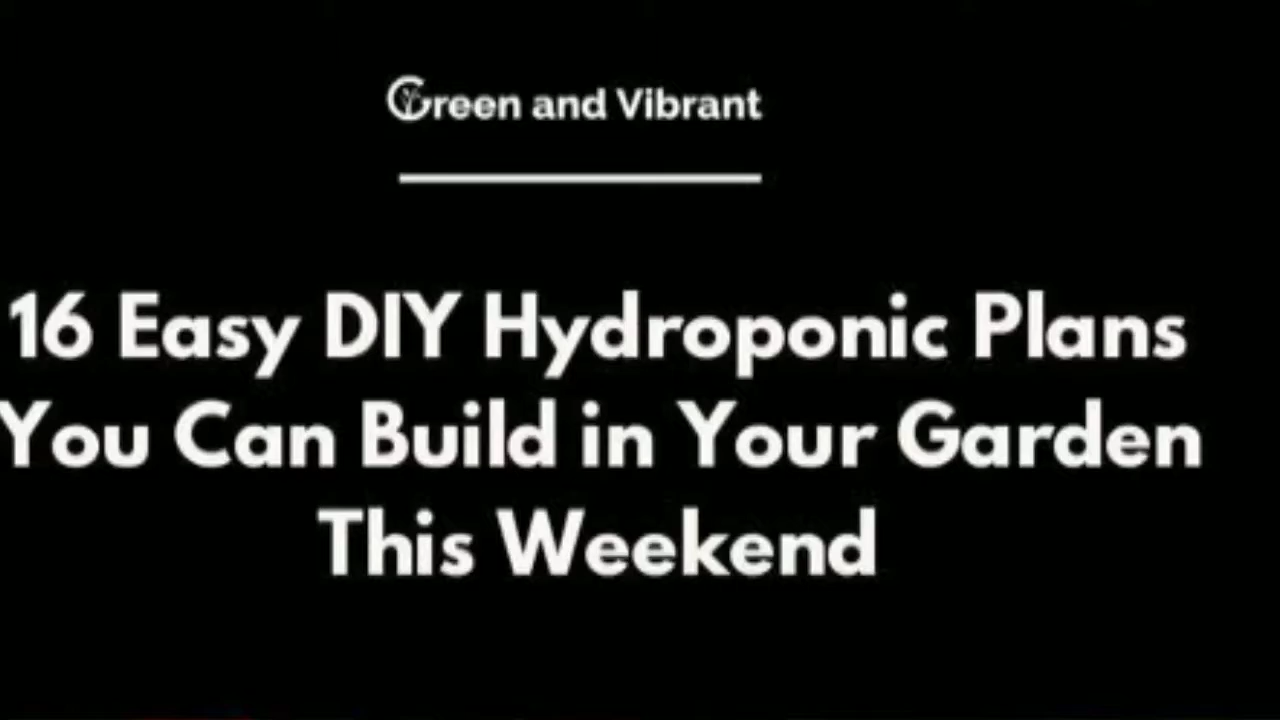 Green and Vibrant
16 Easy DIY Hydroponic Plans
You Can Build in Your Garden
This Weekend